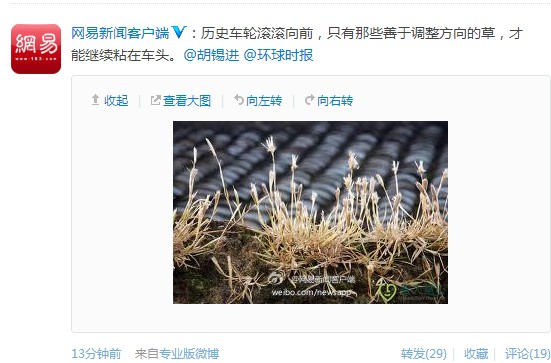 網易
www.163.com
网易新闻客户端V：历史车轮滚滚向前，只有那些善于调整方向的草，才
能继续粘在车头。@胡锡进 @环球时报
收起 | 查看大图 | 向左转 | 向右转
@网易新闻客户端
weibo.com/newsapp
13分钟前 来自专业版微博
转发(29) | 收藏 | 评论(19)